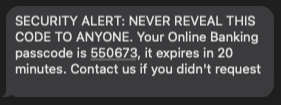 SECURITY ALERT: NEVER REVEAL THIS
CODE TO ANYONE. Your Online Banking
passcode is 550673, it expires in 20
minutes. Contact us if you didn't request